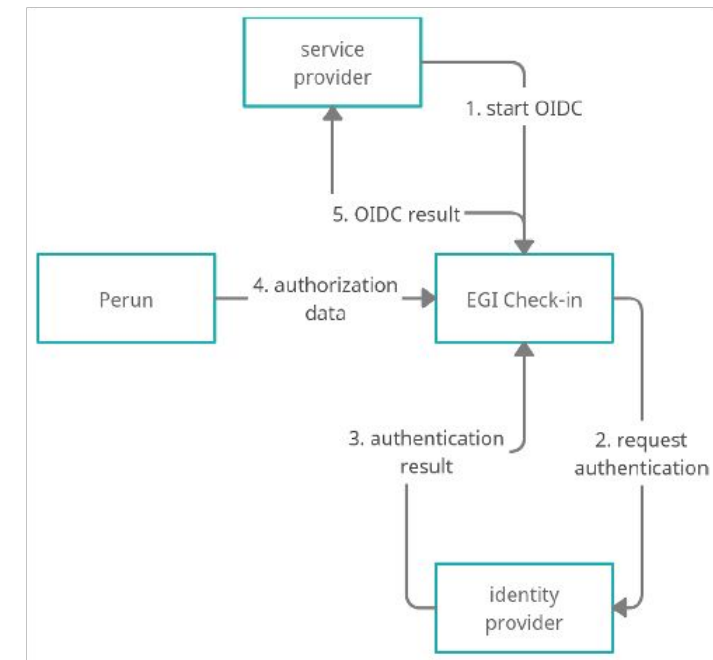 service
provider
1. start OIDC
5. OIDC result
Perun
4. authorization
data
EGI Check-in
3. authentication
result
2. request
authentication
identity
provider